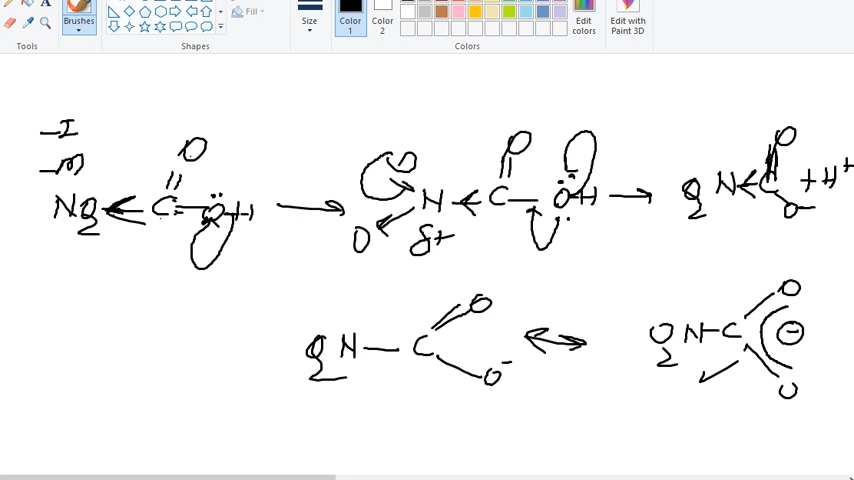 Brushes
Fill
Size
Color 1
Color 2
Edit colors
Edit with Paint 3D
Tools
Shapes
Colors
-I
-m
O O O O
NO2 C OH N C OH O2N C + H+
O δ+ O-
O O
O2N C O2N-C ⊖
O- O